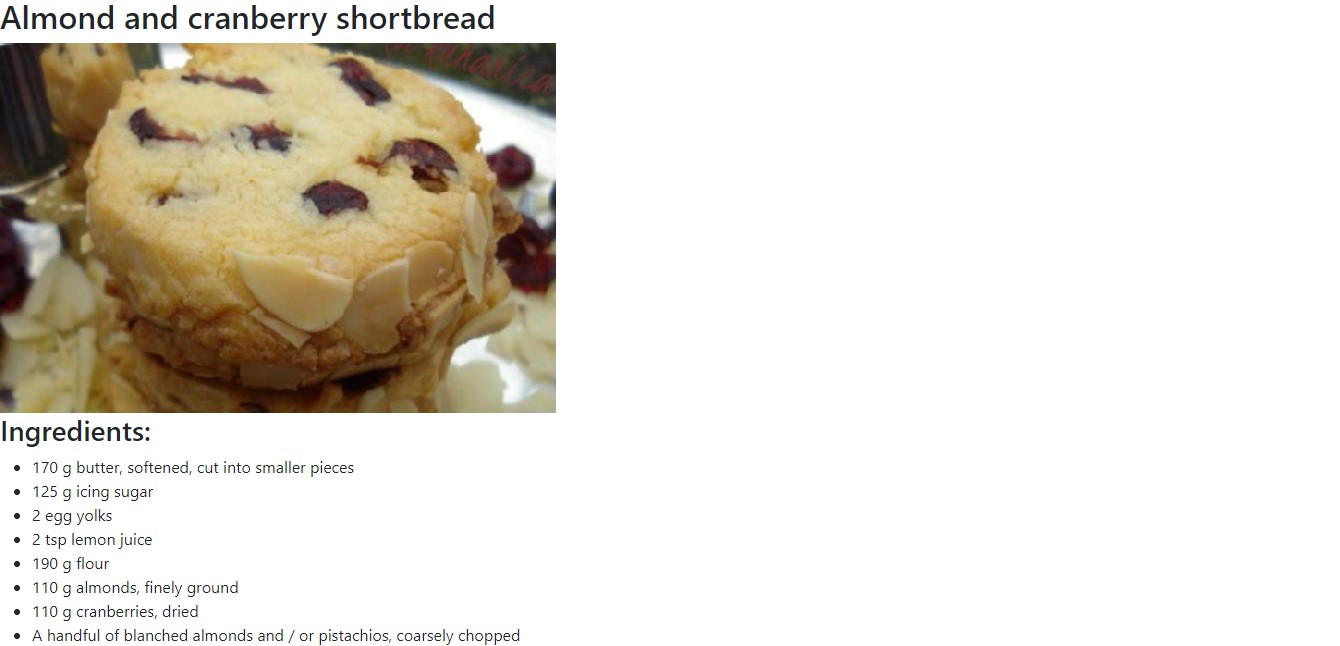 Almond and cranberry shortbread
Ingredients:
170 g butter, softened, cut into smaller pieces
125 g icing sugar
2 egg yolks
2 tsp lemon juice
190 g flour
110 g almonds, finely ground
110 g cranberries, dried
A handful of blanched almonds and / or pistachios, coarsely chopped